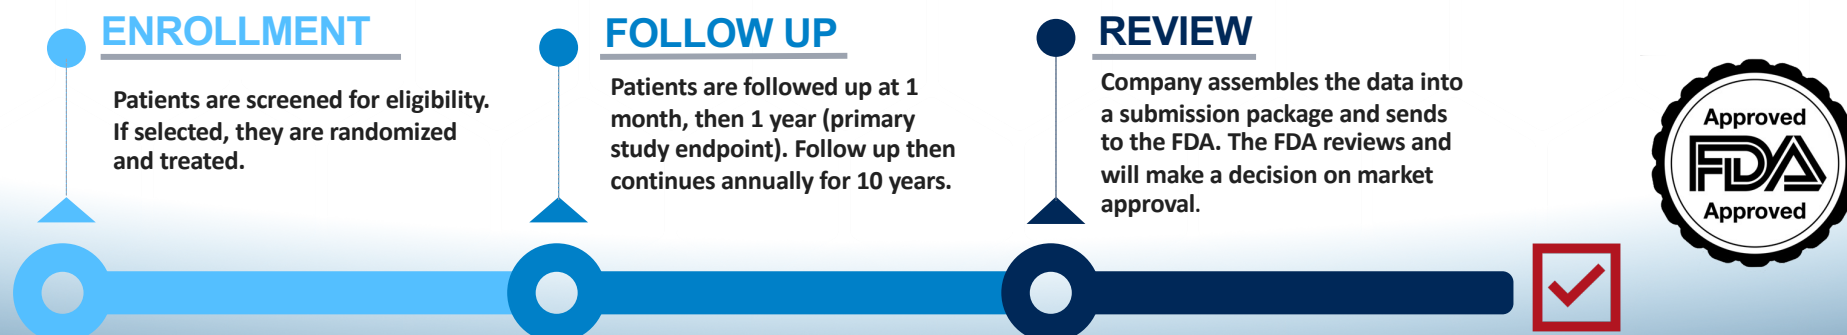 ENROLLMENT
Patients are screened for eligibility.
If selected, they are randomized
and treated.
FOLLOW UP
Patients are followed up at 1
month, then 1 year (primary
study endpoint). Follow up then
continues annually for 10 years.
REVIEW
Company assembles the data into
a submission package and sends
to the FDA. The FDA reviews and
will make a decision on market
approval.
Approved
FDA
Approved